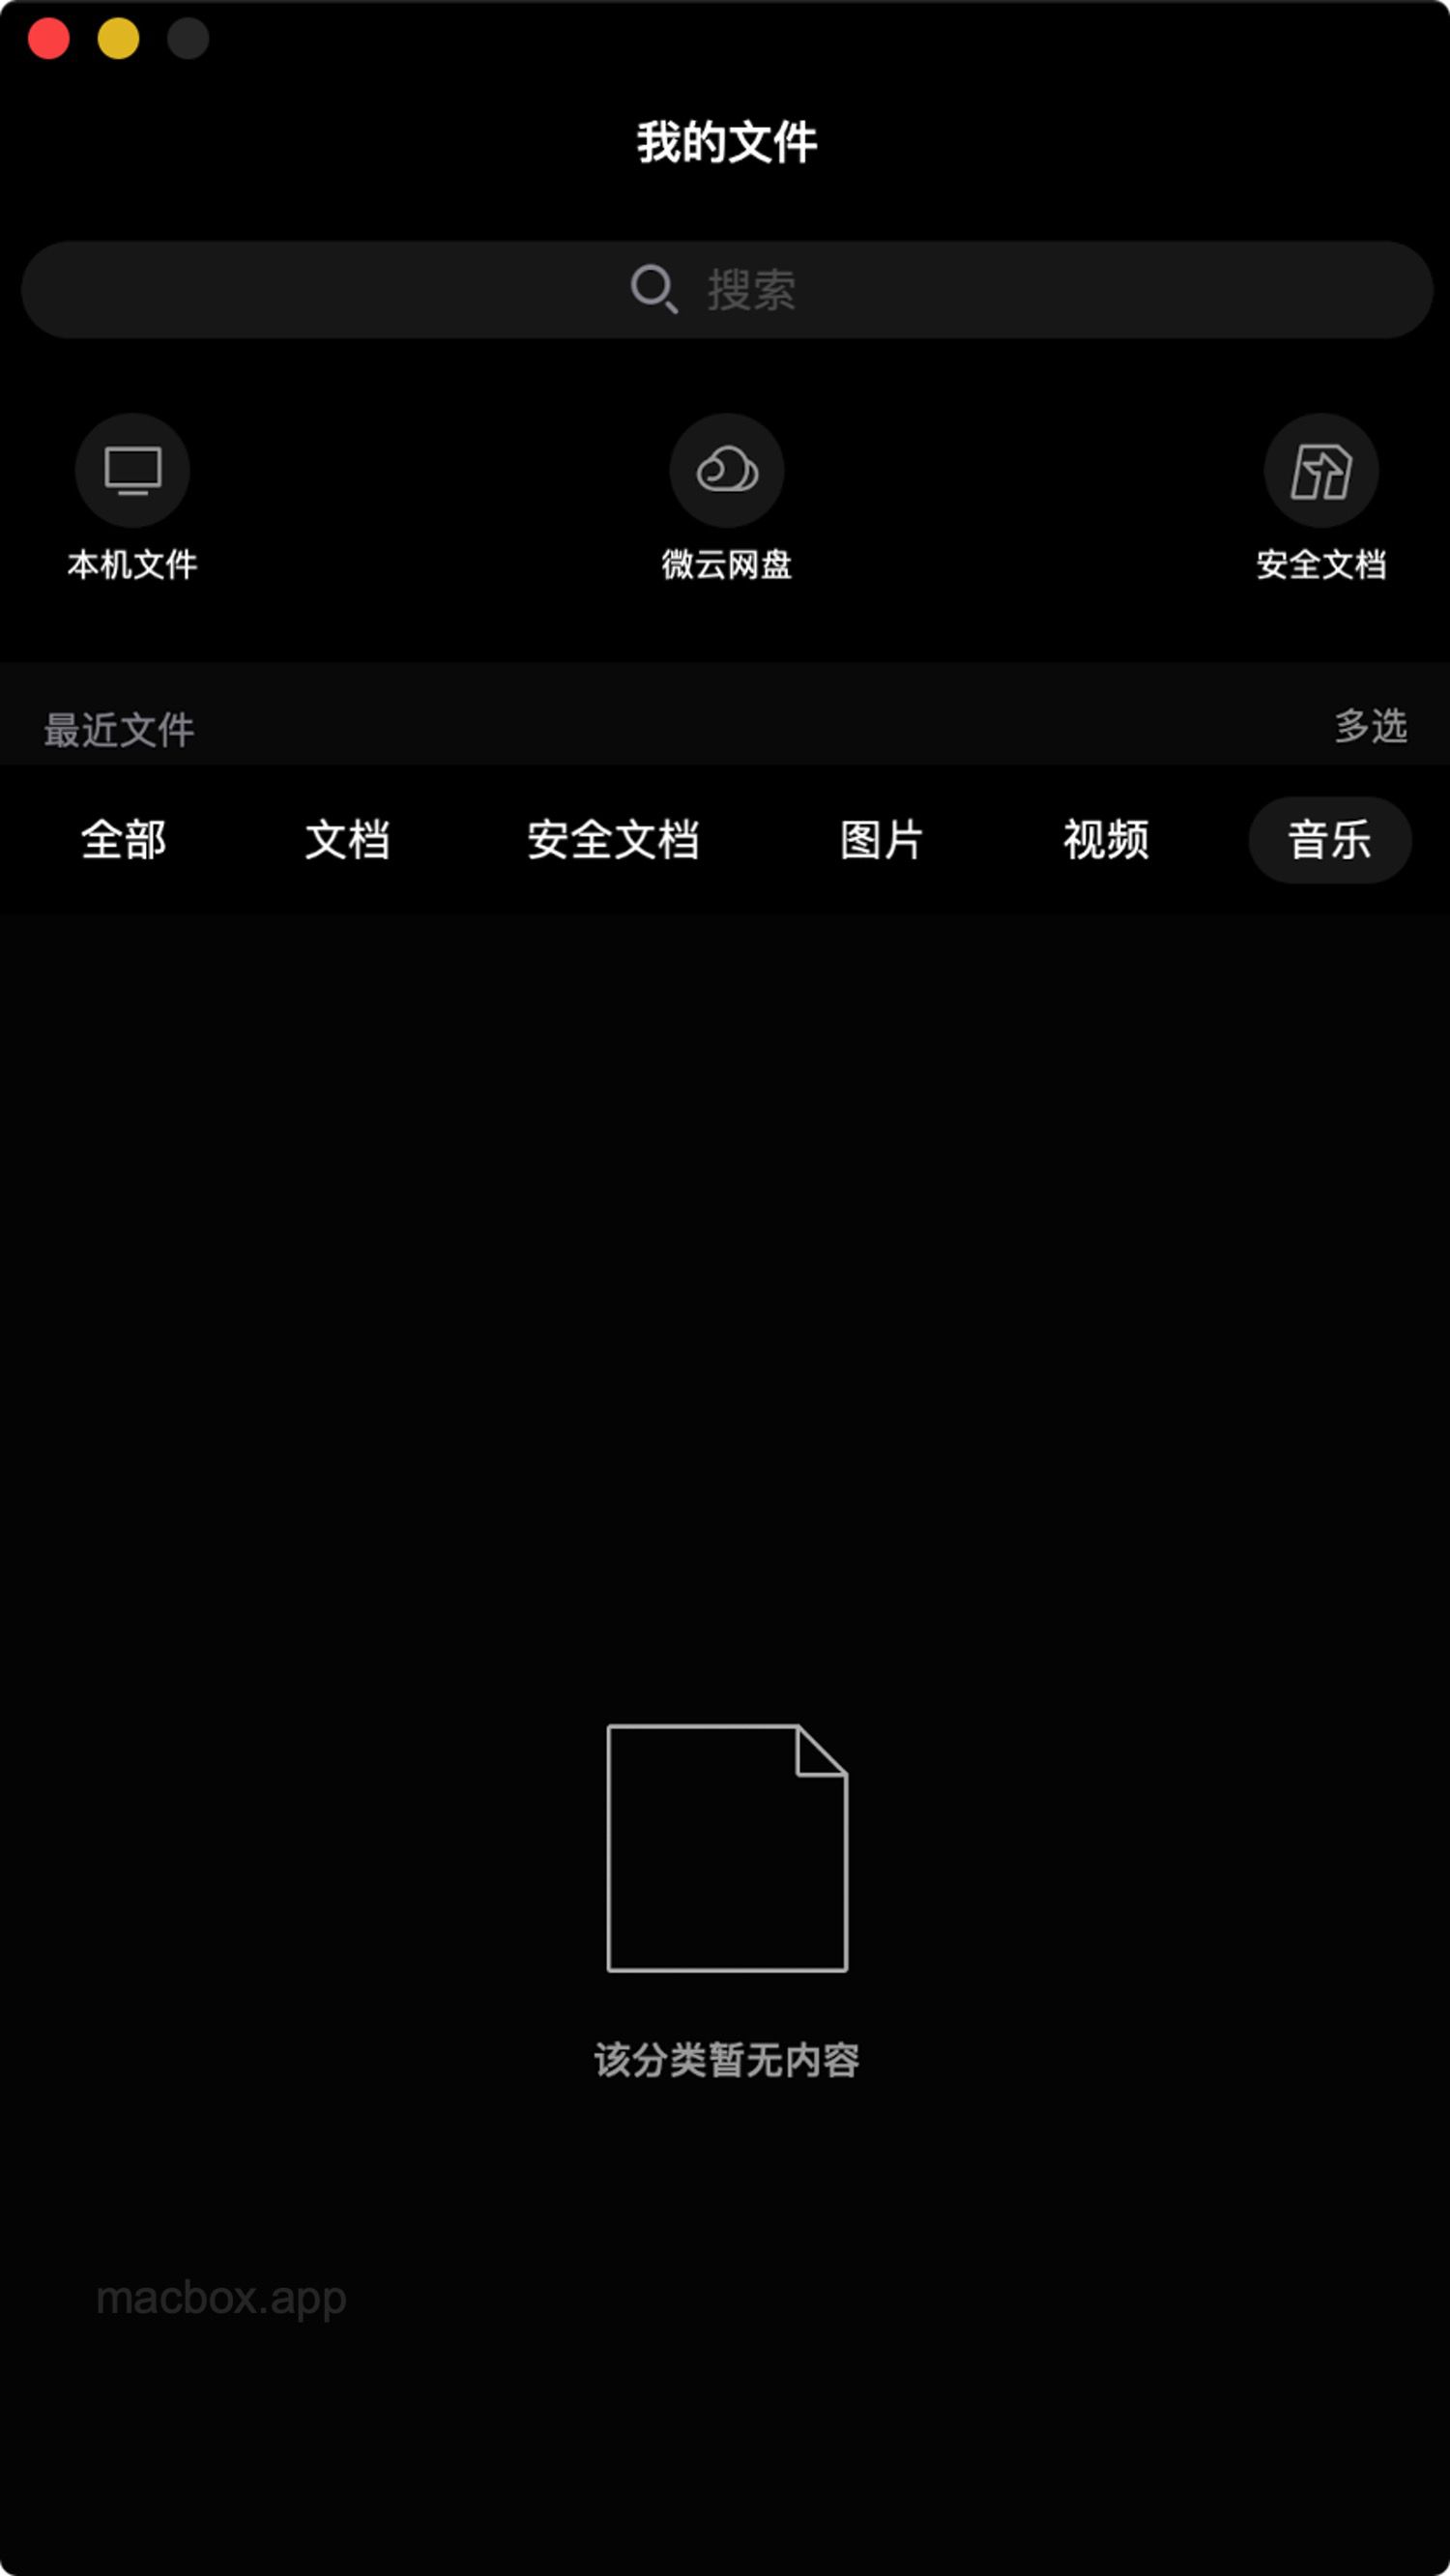 我的文件
搜索
本机文件 微云网盘 安全文档
最近文件 多选
全部 文档 安全文档 图片 视频 音乐
该分类暂无内容
macbox.app